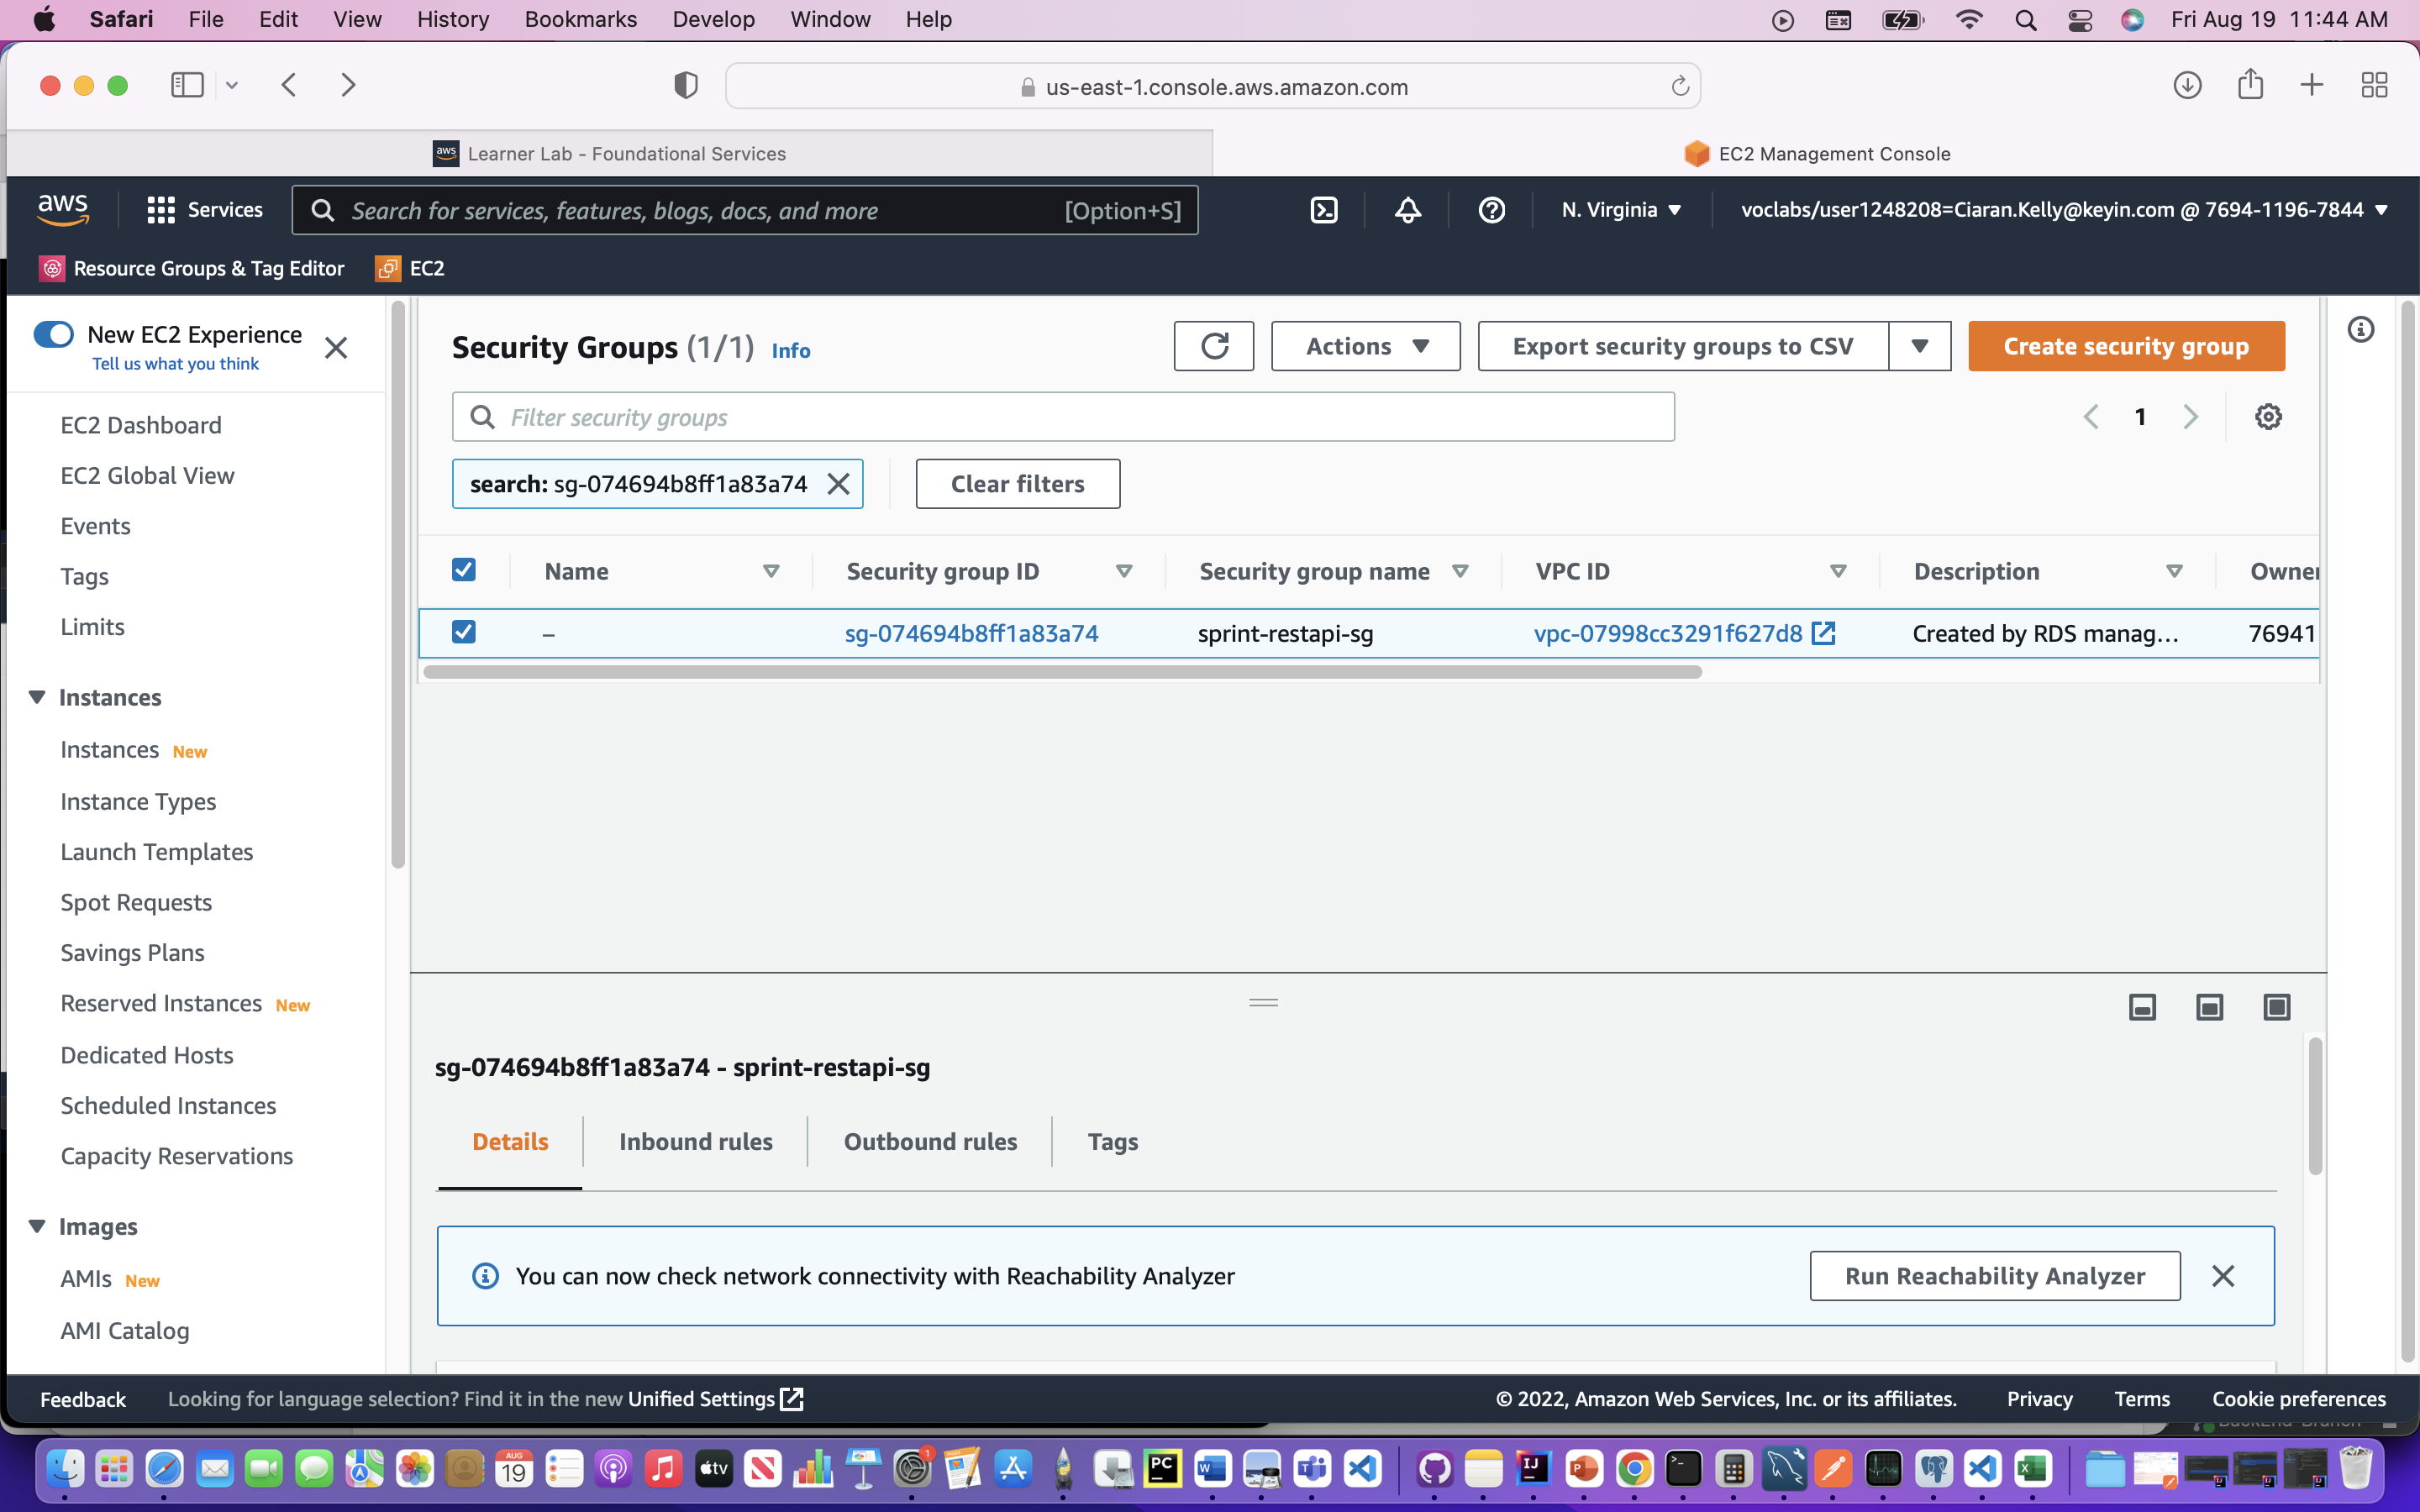 Safari File Edit View History Bookmarks Develop Window Help Fri Aug 19 11:44 AM
us-east-1.console.aws.amazon.com
aws Learner Lab - Foundational Services EC2 Management Console
aws Services Search for services, features, blogs, docs, and more [Option+S] N. Virginia voclabs/user1248208=Ciaran.Kelly@keyin.com @ 7694-1196-7844
Resource Groups & Tag Editor EC2
New EC2 Experience
Tell us what you think
EC2 Dashboard
EC2 Global View
Events
Tags
Limits
Instances
Instances New
Instance Types
Launch Templates
Spot Requests
Savings Plans
Reserved Instances New
Dedicated Hosts
Scheduled Instances
Capacity Reservations
Images
AMIs New
AMI Catalog
Security Groups (1/1) Info Actions Export security groups to CSV Create security group
Filter security groups 1
search: sg-074694b8ff1a83a74 Clear filters
Name Security group ID Security group name VPC ID Description Owner
– sg-074694b8ff1a83a74 sprint-restapi-sg vpc-07998cc3291f627d8 Created by RDS manag... 76941
sg-074694b8ff1a83a74 - sprint-restapi-sg
Details Inbound rules Outbound rules Tags
You can now check network connectivity with Reachability Analyzer Run Reachability Analyzer
Feedback Looking for language selection? Find it in the new Unified Settings © 2022, Amazon Web Services, Inc. or its affiliates. Privacy Terms Cookie preferences
AUG
19
tv
1
PC
IJ